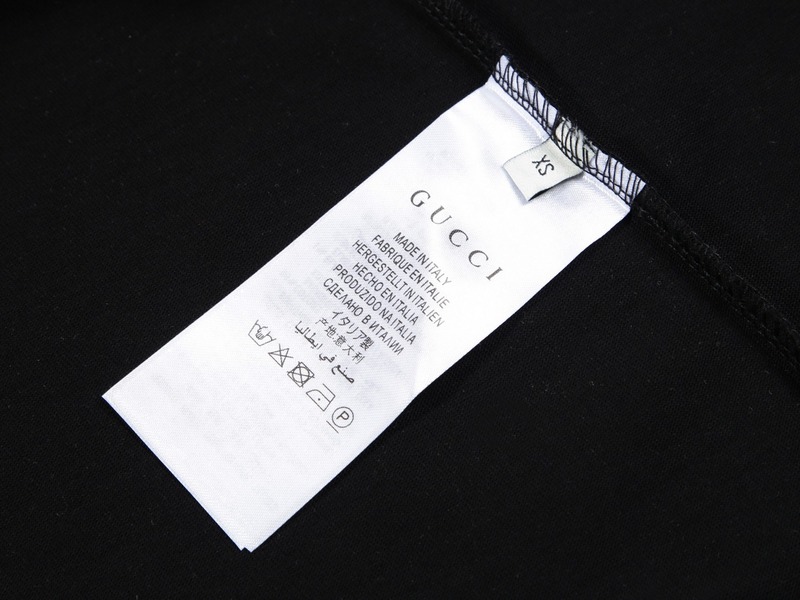 XS
GUCCI
MADE IN ITALY
FABRIQUE EN ITALIE
HERGESTELLT IN ITALIEN
HECHO EN ITALIA
PRODUZIDO NA ITALIA
СДЕЛАНО В ИТАЛИИ
イタリア製
产地意大利
صنع في ايطاليا
P